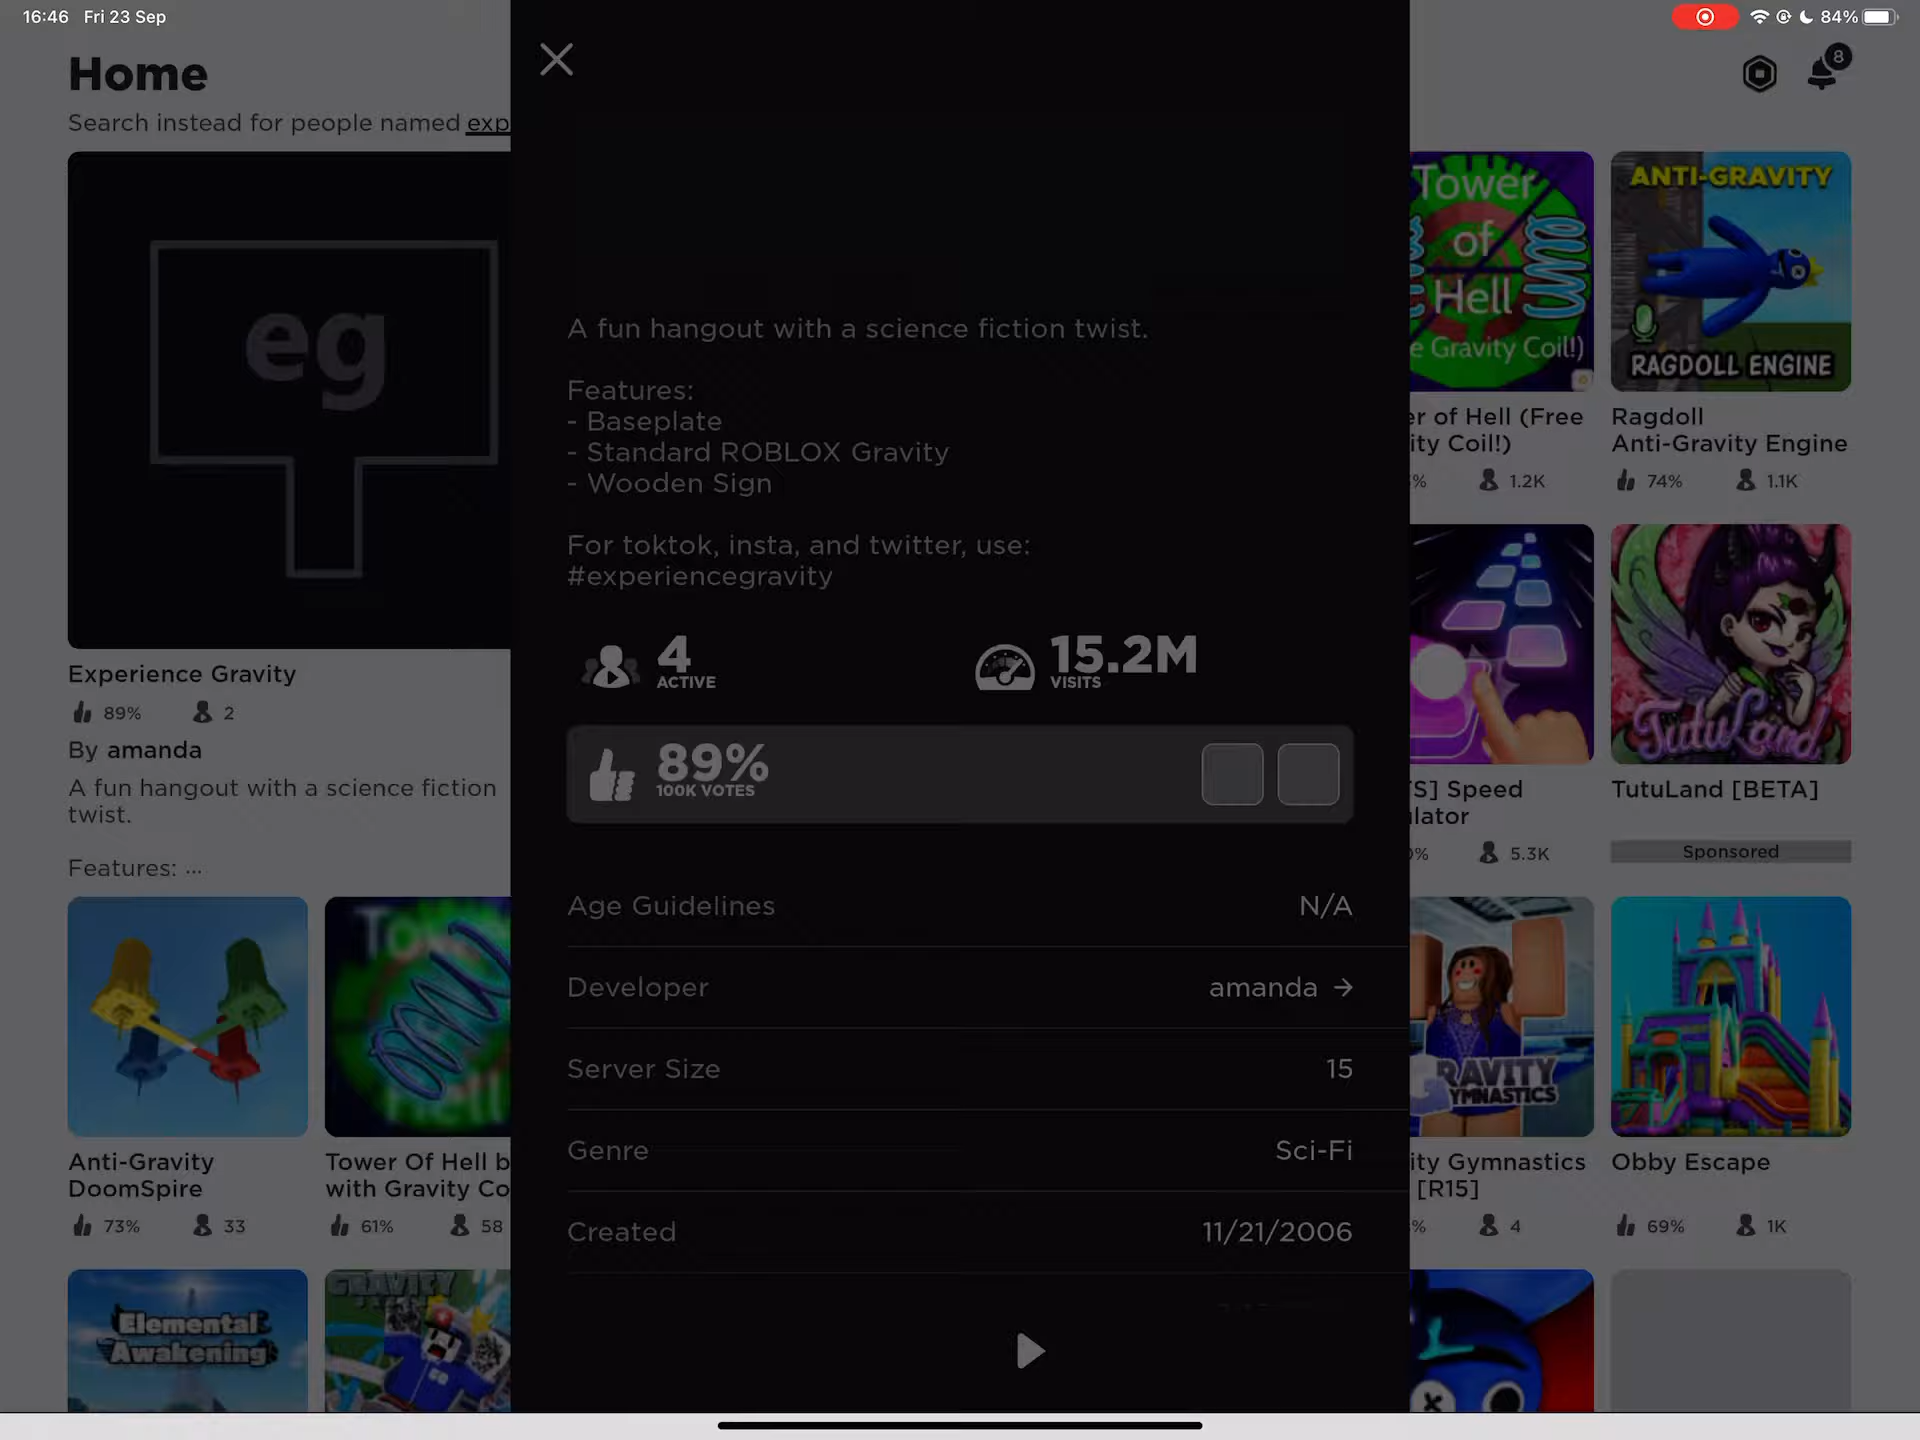 16:46 Fri 23 Sep
84%
Home
8
Search instead for people named exp
eg
Experience Gravity
89% 2
By amanda
A fun hangout with a science fiction
twist.
Features: ...
Anti-Gravity
DoomSpire
73% 33
Tower Of Hell b
with Gravity Co
61% 58
Elemental
Awakening
GRAVITY
A fun hangout with a science fiction twist.
Features:
- Baseplate
- Standard ROBLOX Gravity
- Wooden Sign
For toktok, insta, and twitter, use:
#experiencegravity
4
ACTIVE
15.2M
VISITS
89%
100K VOTES
Age Guidelines N/A
Developer amanda →
Server Size 15
Genre Sci-Fi
Created 11/21/2006
Tower
of
Hell
e Gravity Coil!)
er of Hell (Free
ity Coil!)
% 1.2K
ANTI-GRAVITY
RAGDOLL ENGINE
Ragdoll
Anti-Gravity Engine
74% 1.1K
S] Speed
lator
0% 5.3K
TutuLand
TutuLand [BETA]
Sponsored
GRAVITY
GYMNASTICS
ity Gymnastics
[R15]
% 4
Obby Escape
69% 1K